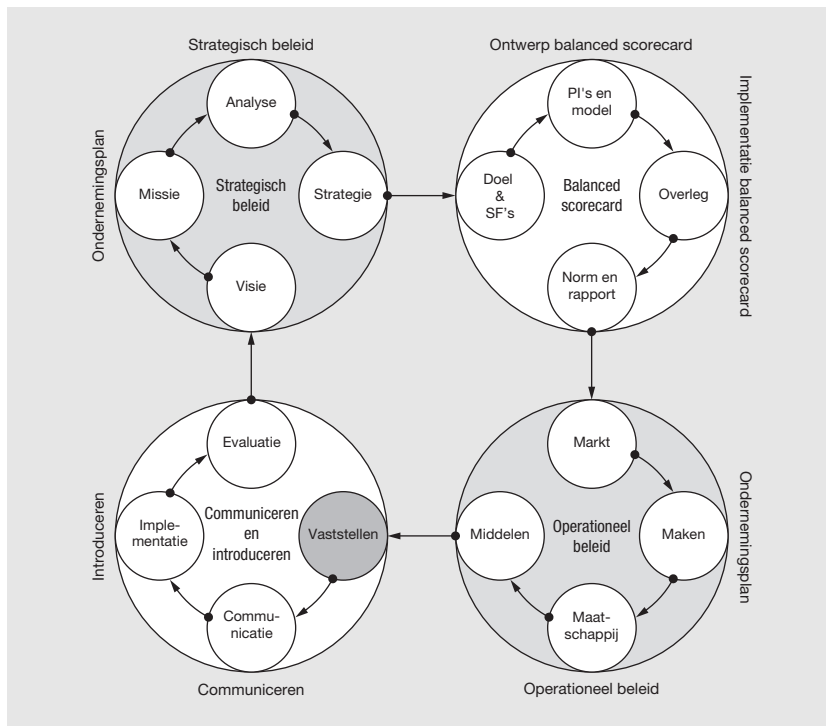 Strategisch beleid
Ondernemingsplan
Analyse
Missie
Strategisch
beleid
Strategie
Visie
Ontwerp balanced scorecard
Implementatie balanced scorecard
PI's en
model
Doel
&
SF's
Balanced
scorecard
Overleg
Norm en
rapport
Introduceren
Evaluatie
Imple-
mentatie
Communiceren
en
introduceren
Vaststellen
Commu-
nicatie
Communiceren
Markt
Middelen
Operationeel
beleid
Maken
Maat-
schappij
Ondernemingsplan
Operationeel beleid